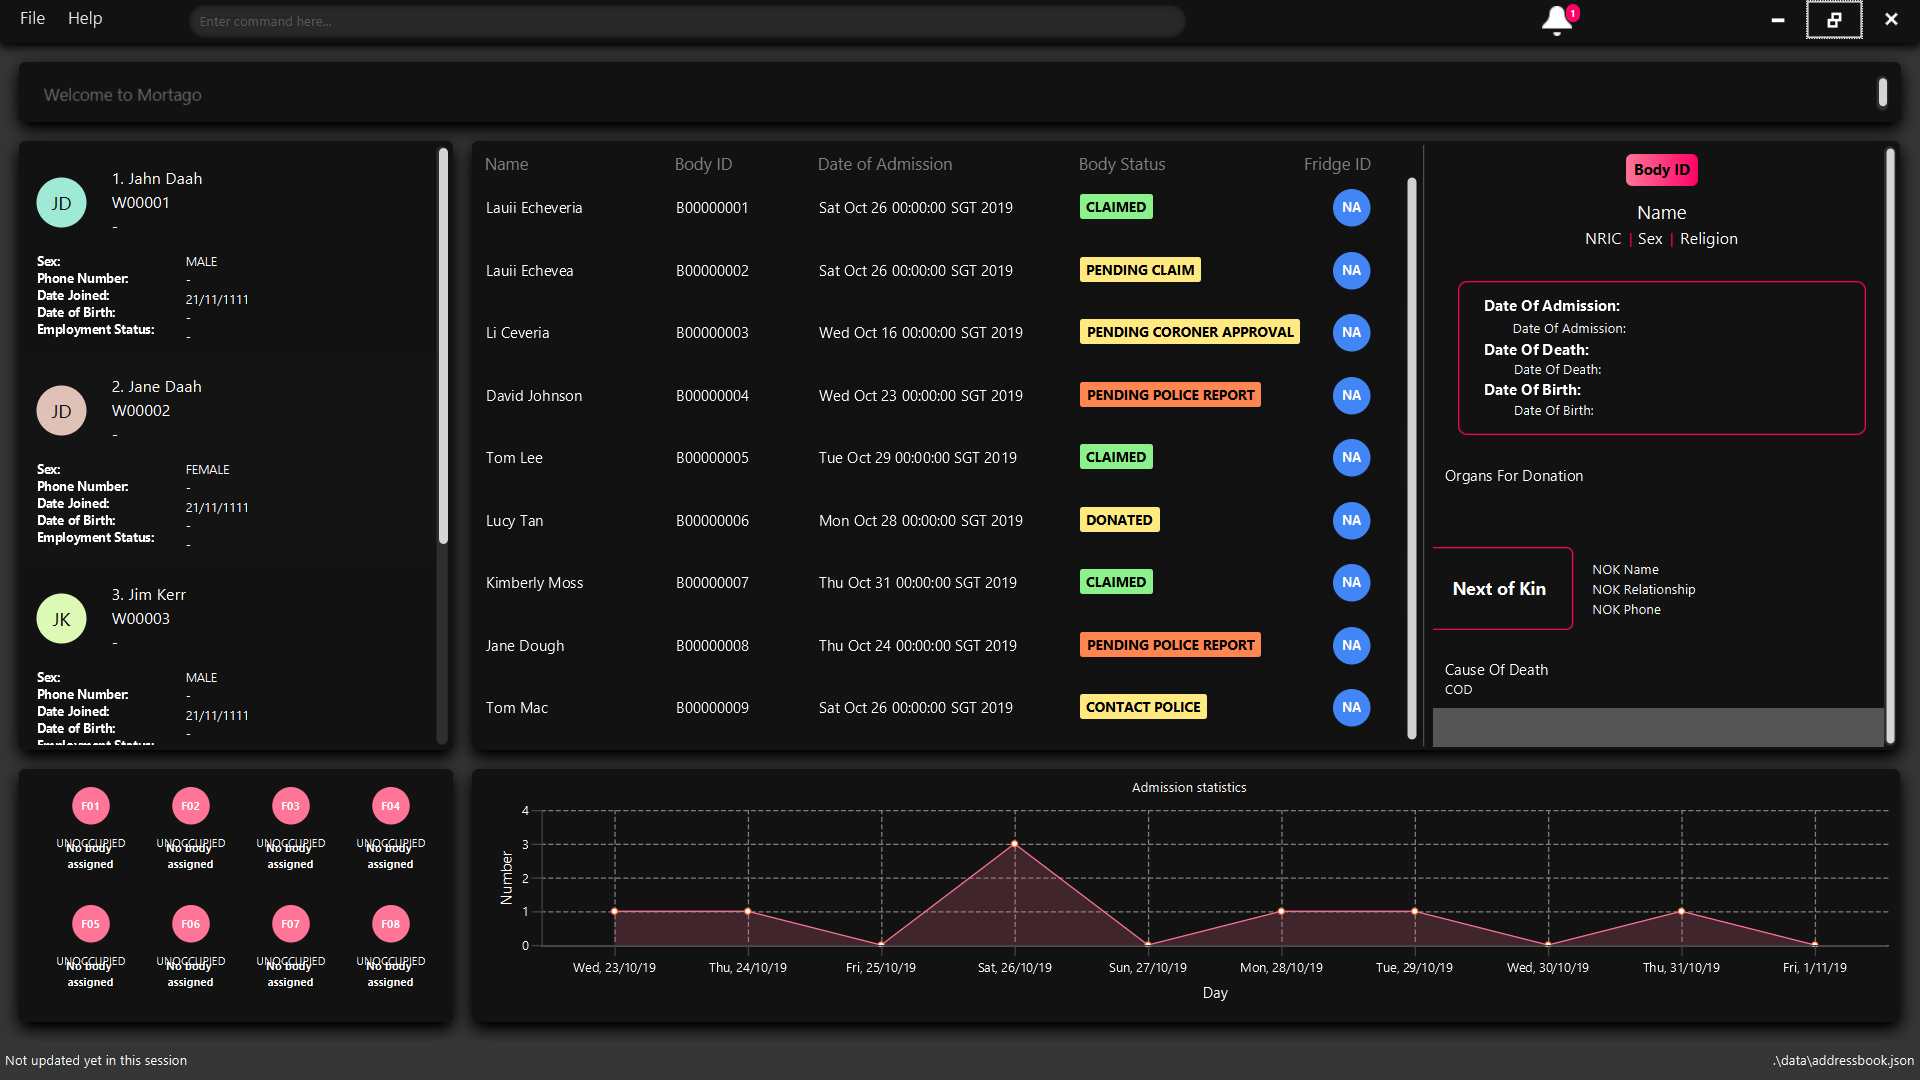 File Help
Enter command here...
1
Welcome to Mortago
JD
1. Jahn Daah
W00001
-
Sex: MALE
Phone Number: -
Date Joined: 21/11/1111
Date of Birth: -
Employment Status: -
JD
2. Jane Daah
W00002
-
Sex: FEMALE
Phone Number: -
Date Joined: 21/11/1111
Date of Birth: -
Employment Status: -
JK
3. Jim Kerr
W00003
-
Sex: MALE
Phone Number: -
Date Joined: 21/11/1111
Date of Birth: -
Employment Status:
Name Body ID Date of Admission Body Status Fridge ID
Lauii Echeveria B00000001 Sat Oct 26 00:00:00 SGT 2019 CLAIMED NA
Lauii Echevea B00000002 Sat Oct 26 00:00:00 SGT 2019 PENDING CLAIM NA
Li Ceveria B00000003 Wed Oct 16 00:00:00 SGT 2019 PENDING CORONER APPROVAL NA
David Johnson B00000004 Wed Oct 23 00:00:00 SGT 2019 PENDING POLICE REPORT NA
Tom Lee B00000005 Tue Oct 29 00:00:00 SGT 2019 CLAIMED NA
Lucy Tan B00000006 Mon Oct 28 00:00:00 SGT 2019 DONATED NA
Kimberly Moss B00000007 Thu Oct 31 00:00:00 SGT 2019 CLAIMED NA
Jane Dough B00000008 Thu Oct 24 00:00:00 SGT 2019 PENDING POLICE REPORT NA
Tom Mac B00000009 Sat Oct 26 00:00:00 SGT 2019 CONTACT POLICE NA
Body ID
Name
NRIC | Sex | Religion
Date Of Admission:
Date Of Admission:
Date Of Death:
Date Of Death:
Date Of Birth:
Date Of Birth:
Organs For Donation
Next of Kin
NOK Name
NOK Relationship
NOK Phone
Cause Of Death
COD
F01 F02 F03 F04
UNOCCUPIED UNOCCUPIED UNOCCUPIED UNOCCUPIED
No body No body No body No body
assigned assigned assigned assigned
F05 F06 F07 F08
UNOCCUPIED UNOCCUPIED UNOCCUPIED UNOCCUPIED
No body No body No body No body
assigned assigned assigned assigned
Admission statistics
Number
4
3
2
1
0
Wed, 23/10/19 Thu, 24/10/19 Fri, 25/10/19 Sat, 26/10/19 Sun, 27/10/19 Mon, 28/10/19 Tue, 29/10/19 Wed, 30/10/19 Thu, 31/10/19 Fri, 1/11/19
Day
Not updated yet in this session .\data\addressbook.json